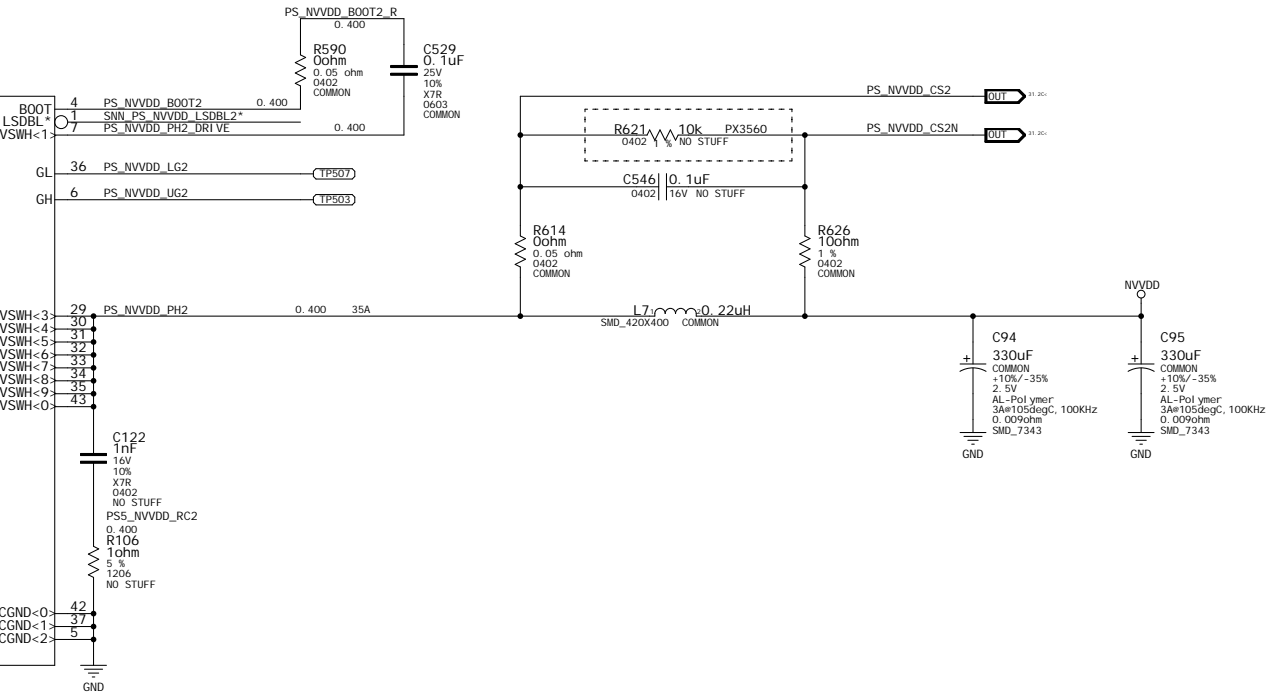 PS_NVVDD_BOOT2_R
0.400
R590
0ohm
0.05 ohm
0402
COMMON
C529
0.1uF
25V
10%
X7R
0603
COMMON
BOOT
4
PS_NVVDD_BOOT2
0.400
LSDBL*
1
SNN_PS_NVVDD_LSDBL2*
VSWH<1>
7
PS_NVVDD_PH2_DRIVE
0.400
GL
36
PS_NVVDD_LG2
TP507
GH
6
PS_NVVDD_UG2
TP503
PS_NVVDD_CS2
OUT
31.2C<
R621
10k
PX3560
0402
1 %
NO STUFF
PS_NVVDD_CS2N
OUT
31.2C<
C546
0.1uF
0402
16V
NO STUFF
R614
0ohm
0.05 ohm
0402
COMMON
R626
10ohm
1 %
0402
COMMON
NVVDD
VSWH<3>
29
PS_NVVDD_PH2
0.400
35A
L7
1
2
0.22uH
SMD_420X400
COMMON
VSWH<4>
30
VSWH<5>
31
VSWH<6>
32
VSWH<7>
33
VSWH<8>
34
VSWH<9>
35
VSWH<0>
43
C94
330uF
COMMON
+10%/-35%
2.5V
AL-Polymer
3A@105degC,100KHz
0.009ohm
SMD_7343
+
GND
C95
330uF
COMMON
+10%/-35%
2.5V
AL-Polymer
3A@105degC,100KHz
0.009ohm
SMD_7343
+
GND
C122
1nF
16V
10%
X7R
0402
NO STUFF
PS5_NVVDD_RC2
0.400
R106
1ohm
5 %
1206
NO STUFF
CGND<0>
42
CGND<1>
37
CGND<2>
5
GND